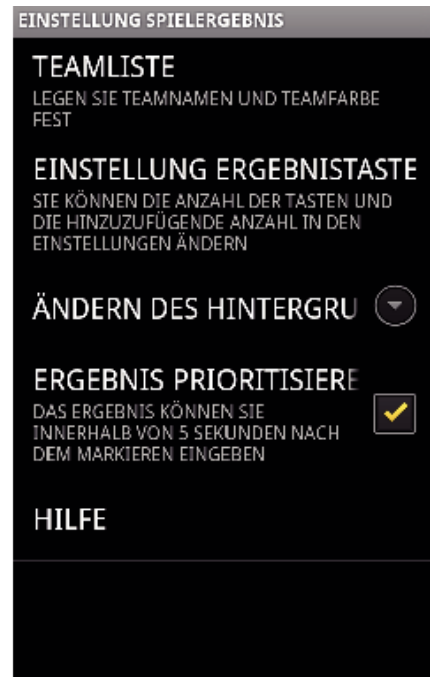 EINSTELLUNG SPIELERGEBNIS
TEAMLISTE
LEGEN SIE TEAMNAMEN UND TEAMFARBE
FEST
EINSTELLUNG ERGEBNISTASTE
SIE KÖNNEN DIE ANZAHL DER TASTEN UND
DIE HINZUZUFÜGENDE ANZAHL IN DEN
EINSTELLUNGEN ÄNDERN
ÄNDERN DES HINTERGRU
ERGEBNIS PRIORITISIERE
DAS ERGEBNIS KÖNNEN SIE
INNERHALB VON 5 SEKUNDEN NACH
DEM MARKIEREN EINGEBEN
HILFE